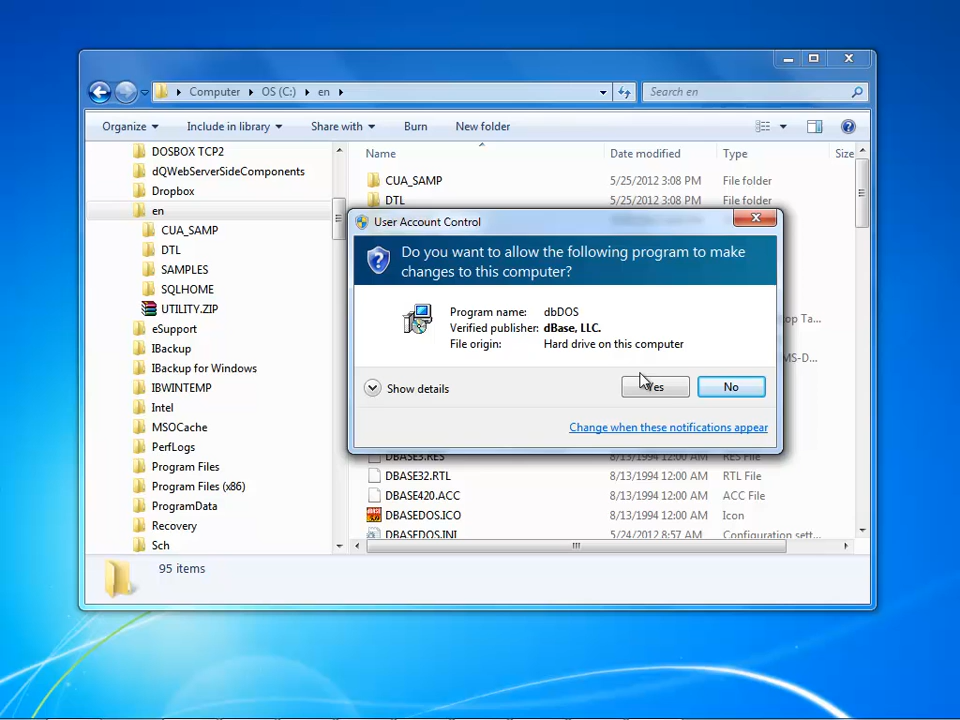 Computer OS (C:) en
Search en
Organize Include in library Share with Burn New folder
DOSBOX TCP2
dQWebServerSideComponents
Dropbox
en
CUA_SAMP
DTL
SAMPLES
SQLHOME
UTILITY.ZIP
eSupport
IBackup
IBackup for Windows
IBWINTEMP
Intel
MSOCache
PerfLogs
Program Files
Program Files (x86)
ProgramData
Recovery
Sch
Name Date modified Type Size
CUA_SAMP 5/25/2012 3:08 PM File folder
DTL 5/25/2012 3:08 PM File folder
User Account Control
Do you want to allow the following program to make
changes to this computer?
Program name: dbDOS
Verified publisher: dBase, LLC.
File origin: Hard drive on this computer
Show details
Yes
No
Change when these notifications appear
op Ta...
MS-D...
DBASE5.RES 8/13/1994 12:00 AM RES File
DBASE32.RTL 8/13/1994 12:00 AM RTL File
DBASE420.ACC 8/13/1994 12:00 AM ACC File
DBASEDOS.ICO 8/13/1994 12:00 AM Icon
DBASEDOS.INI 5/24/2012 8:57 AM Configuration sett...
95 items